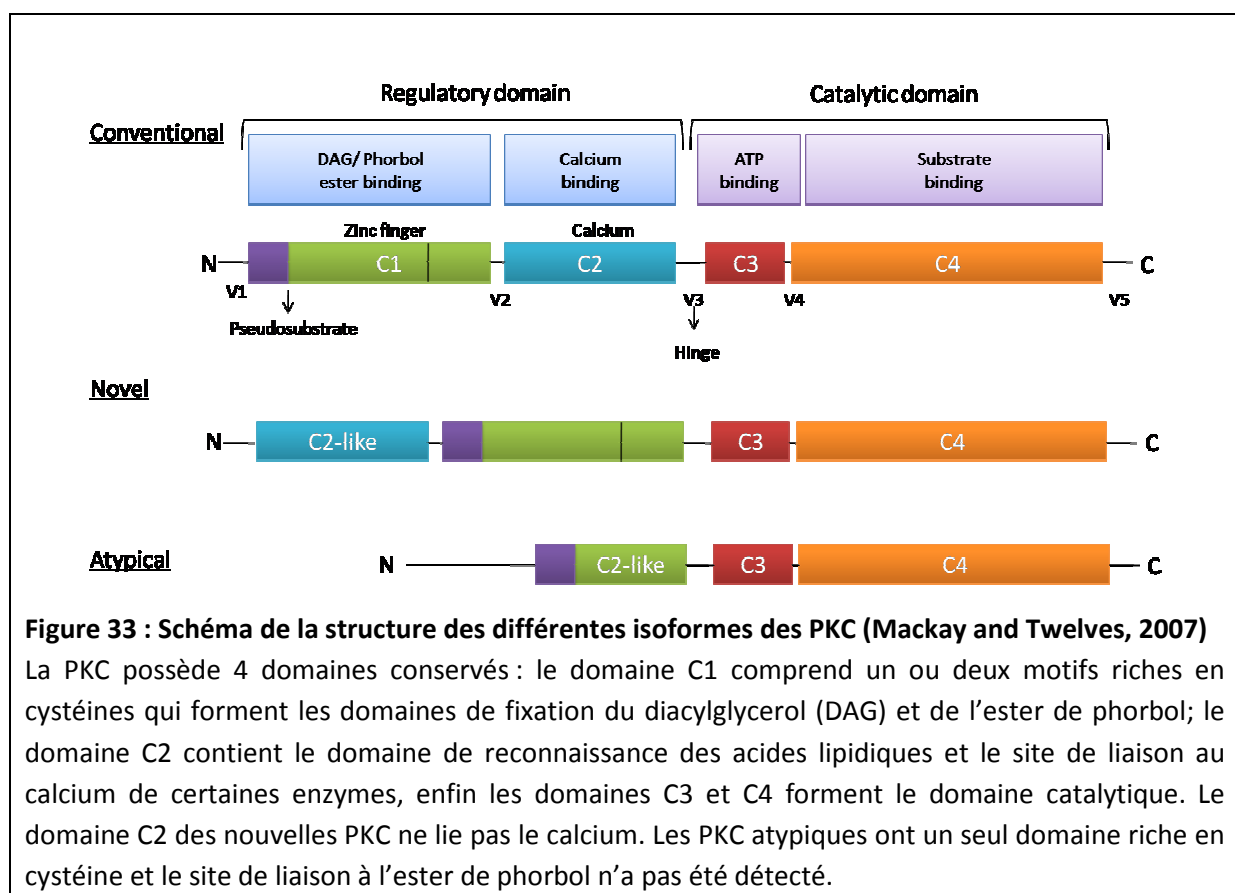 Regulatory domain Catalytic domain
Conventional
DAG/ Phorbol ester binding Calcium binding ATP binding Substrate binding
Zinc finger Calcium
N C1 C2 C3 C4 C
V1 V2 V3 V4 V5
Pseudosubstrate
Hinge
Novel
N C2-like C3 C4 C
Atypical N C2-like C3 C4 C
Figure 33 : Schéma de la structure des différentes isoformes des PKC (Mackay and Twelves, 2007)
La PKC possède 4 domaines conservés : le domaine C1 comprend un ou deux motifs riches en
cystéines qui forment les domaines de fixation du diacylglycerol (DAG) et de l’ester de phorbol; le
domaine C2 contient le domaine de reconnaissance des acides lipidiques et le site de liaison au
calcium de certaines enzymes, enfin les domaines C3 et C4 forment le domaine catalytique. Le
domaine C2 des nouvelles PKC ne lie pas le calcium. Les PKC atypiques ont un seul domaine riche en
cystéine et le site de liaison à l’ester de phorbol n’a pas été détecté.